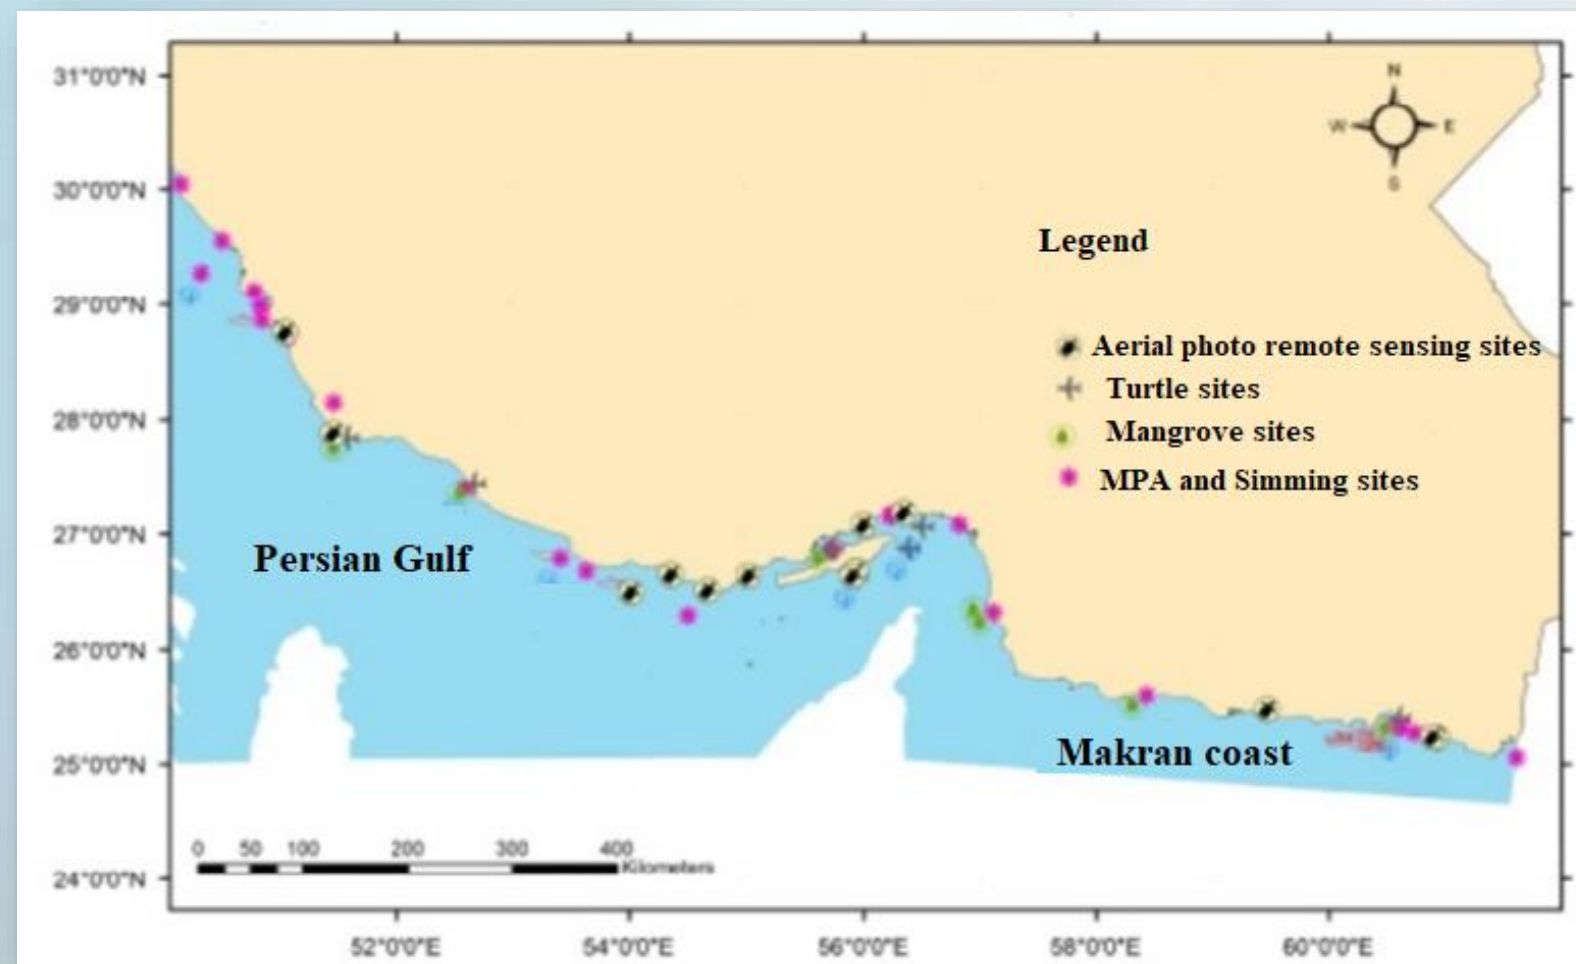 31°0'0"N
30°0'0"N
29°0'0"N
28°0'0"N
27°0'0"N
26°0'0"N
25°0'0"N
24°0'0"N
N
W E
S
Legend
Aerial photo remote sensing sites
Turtle sites
Mangrove sites
MPA and Simming sites
Persian Gulf
Makran coast
0 50 100 200 300 400
Kilometers
52°0'0"E 54°0'0"E 56°0'0"E 58°0'0"E 60°0'0"E